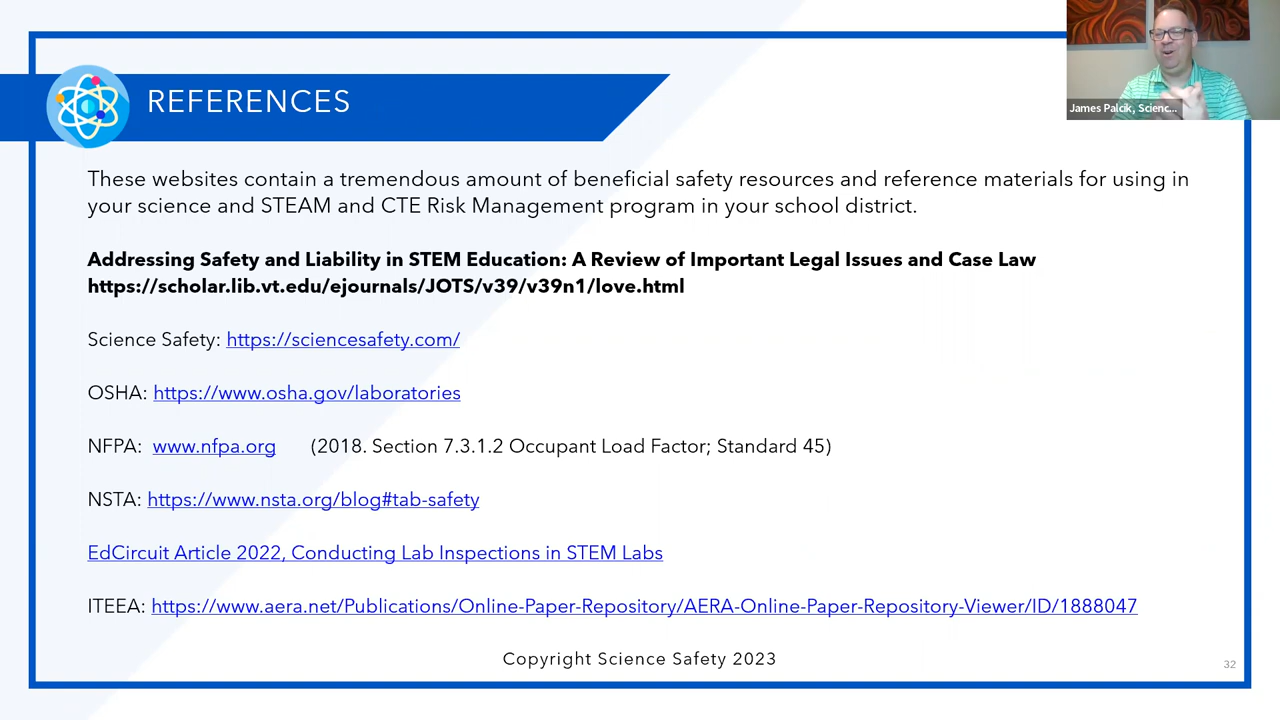 REFERENCES
James Palcik, Scienc...
These websites contain a tremendous amount of beneficial safety resources and reference materials for using in
your science and STEAM and CTE Risk Management program in your school district.
Addressing Safety and Liability in STEM Education: A Review of Important Legal Issues and Case Law
https://scholar.lib.vt.edu/ejournals/JOTS/v39/v39n1/love.html
Science Safety: https://sciencesafety.com/
OSHA: https://www.osha.gov/laboratories
NFPA: www.nfpa.org (2018. Section 7.3.1.2 Occupant Load Factor; Standard 45)
NSTA: https://www.nsta.org/blog#tab-safety
EdCircuit Article 2022, Conducting Lab Inspections in STEM Labs
ITEEA: https://www.aera.net/Publications/Online-Paper-Repository/AERA-Online-Paper-Repository-Viewer/ID/1888047
Copyright Science Safety 2023
32